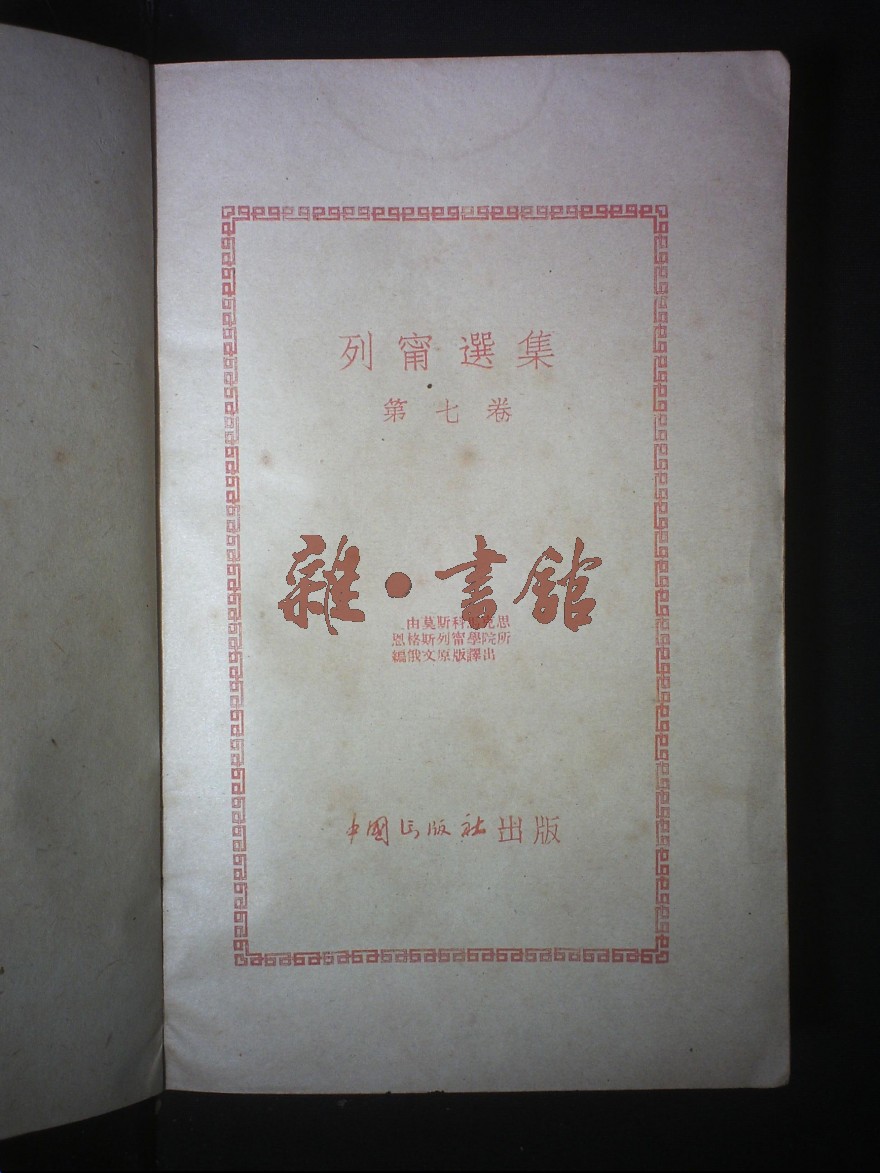 列甯選集
第七卷
雜·書館
由莫斯科馬克思
恩格斯列甯學院所
編俄文原版譯出
中國出版社出版